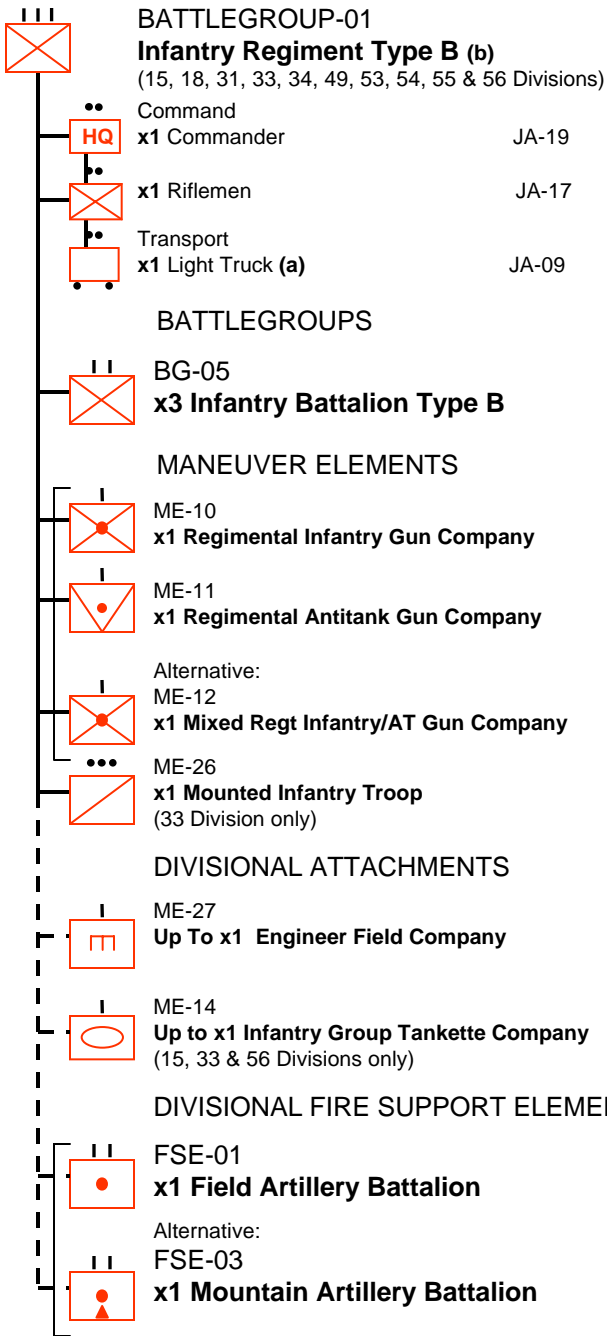 BATTLEGROUP-01
Infantry Regiment Type B (b)
(15, 18, 31, 33, 34, 49, 53, 54, 55 & 56 Divisions)
Command
HQ x1 Commander JA-19
x1 Riflemen JA-17
Transport
x1 Light Truck (a) JA-09
BATTLEGROUPS
BG-05
x3 Infantry Battalion Type B
MANEUVER ELEMENTS
ME-10
x1 Regimental Infantry Gun Company
ME-11
x1 Regimental Antitank Gun Company
Alternative:
ME-12
x1 Mixed Regt Infantry/AT Gun Company
ME-26
x1 Mounted Infantry Troop
(33 Division only)
DIVISIONAL ATTACHMENTS
ME-27
Up To x1 Engineer Field Company
ME-14
Up to x1 Infantry Group Tankette Company
(15, 33 & 56 Divisions only)
DIVISIONAL FIRE SUPPORT ELEME
FSE-01
x1 Field Artillery Battalion
Alternative:
FSE-03
x1 Mountain Artillery Battalion